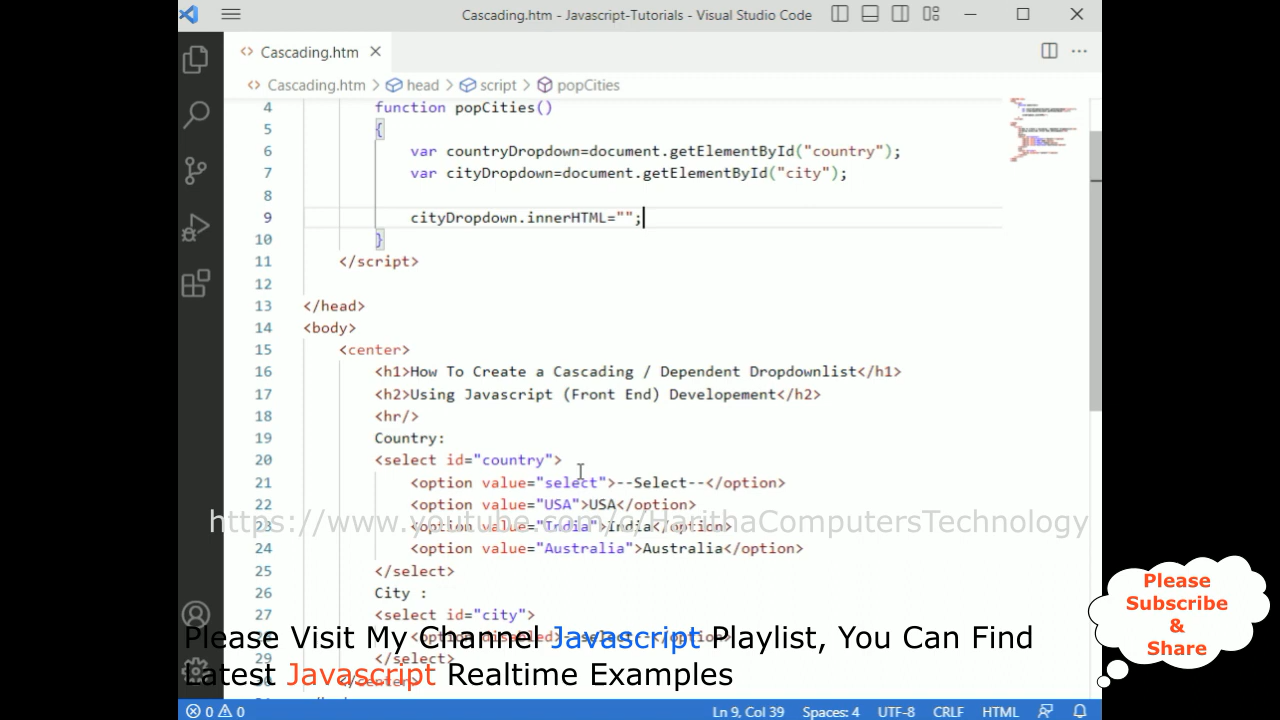 Cascading.htm - Javascript-Tutorials - Visual Studio Code
Cascading.htm
Cascading.htm > head > script > popCities
4 function popCities()
5 {
6 var countryDropdown=document.getElementById("country");
7 var cityDropdown=document.getElementById("city");
8
9 cityDropdown.innerHTML="";
10 }
11 </script>
12
13 </head>
14 <body>
15 <center>
16 <h1>How To Create a Cascading / Dependent Dropdownlist</h1>
17 <h2>Using Javascript (Front End) Developement</h2>
18 <hr/>
19 Country:
20 <select id="country">
21 <option value="select">--Select--</option>
22 <option value="USA">USA</option>
https://www.youtube.com/c/HarithaComputersTechnology
23 <option value="India">India</option>
24 <option value="Australia">Australia</option>
25 </select>
26 City :
27 <select id="city">
Please Visit My Channel Javascript Playlist, You Can Find
29 </select>
Latest Javascript Realtime Examples
Please
Subscribe
&
Share
0 0
Ln 9, Col 39 Spaces: 4 UTF-8 CRLF HTML